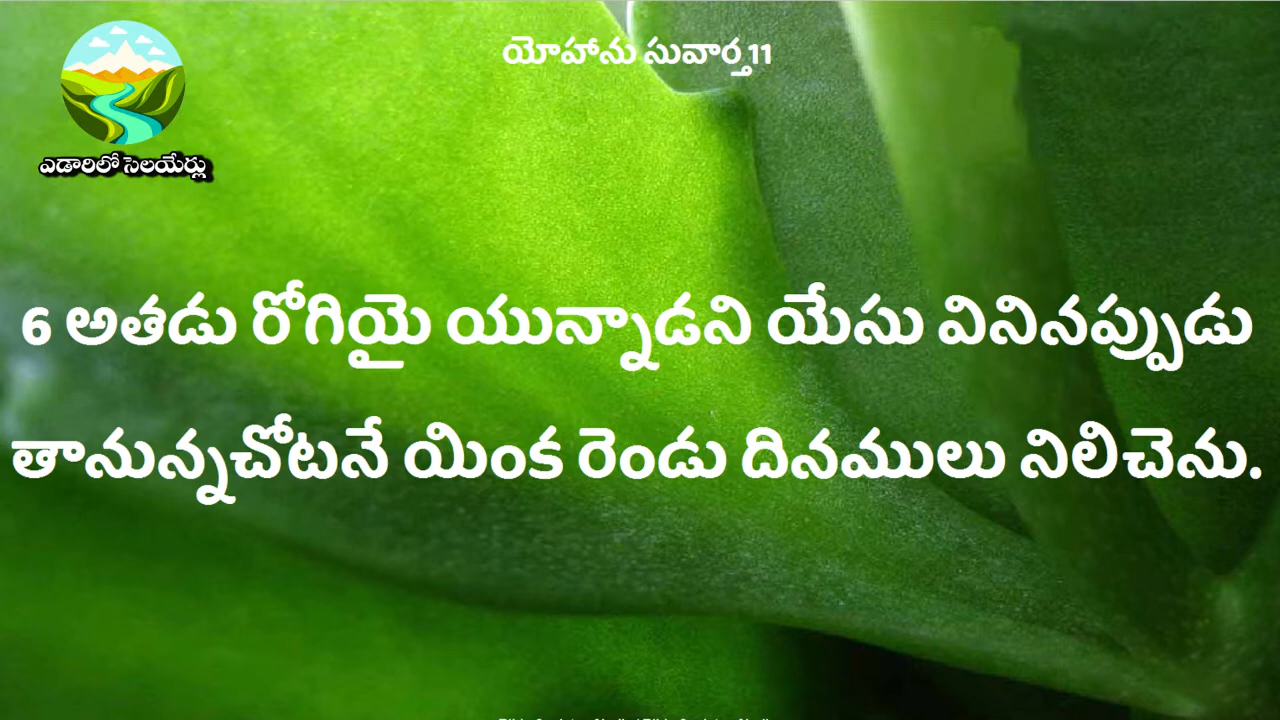 యోహాను సువార్త 11
ఎడారిలో సెలయేర్లు
6 అతడు రోగియై యున్నాడని యేసు వినినప్పుడు
తానున్నచోటనే యింక రెండు దినములు నిలిచెను.